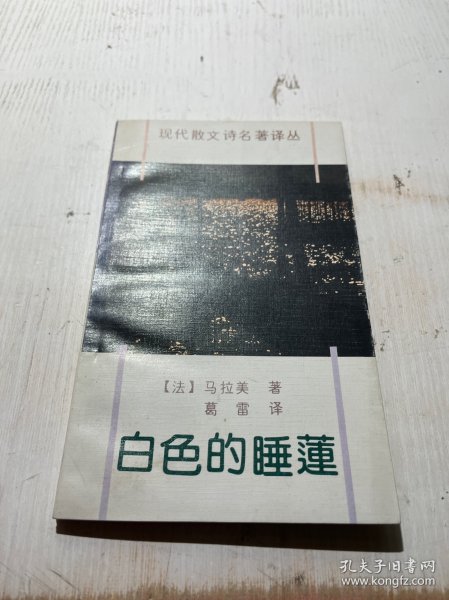 现代散文诗名著译丛
【法】马拉美 著
葛雷 译
白色的睡蓮
孔夫子旧书网
www.kongfz.com